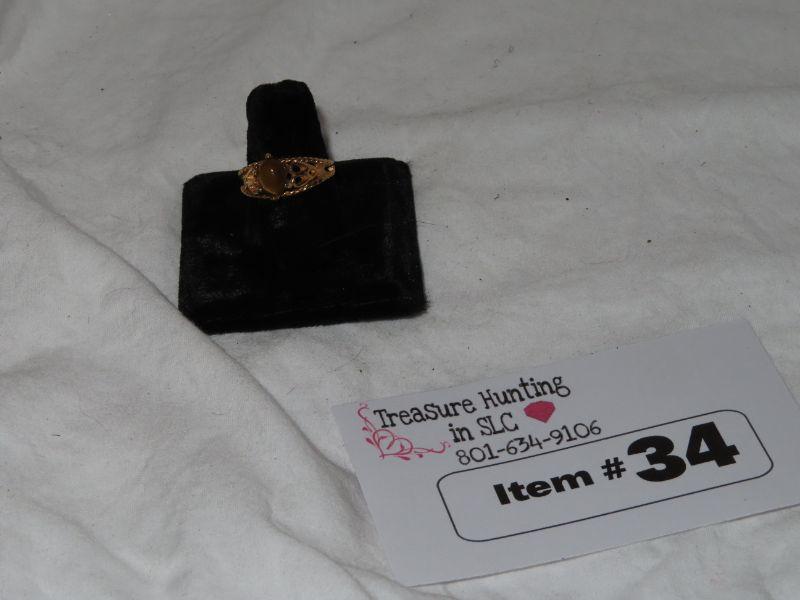 Treasure Hunting
in SLC
801-634-9106
Item #34